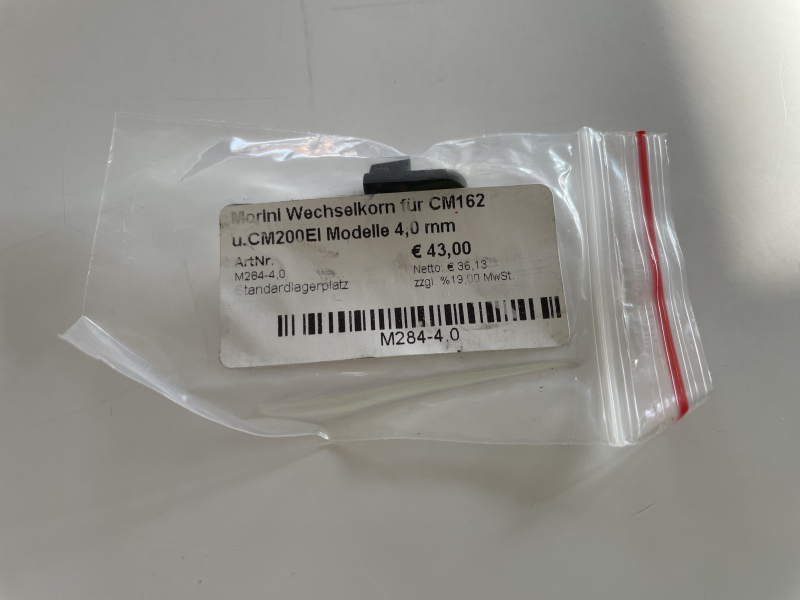 Morini Wechselkorn für CM162
u.CM200EI Modelle 4,0 mm
€ 43,00
ArtNr.
M284-4,0
Netto: € 36,13
Standardlagerplatz
zzgl. %19,00 MwSt.
M284-4,0